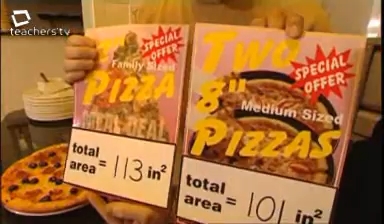 teachers'tv
Family Sized
PIZZA
SPECIAL
OFFER
MEAL DEAL
total
area = 113 in²
TWO
8"
Medium Sized
PIZZAS
SPECIAL
OFFER
total
area = 101 in²